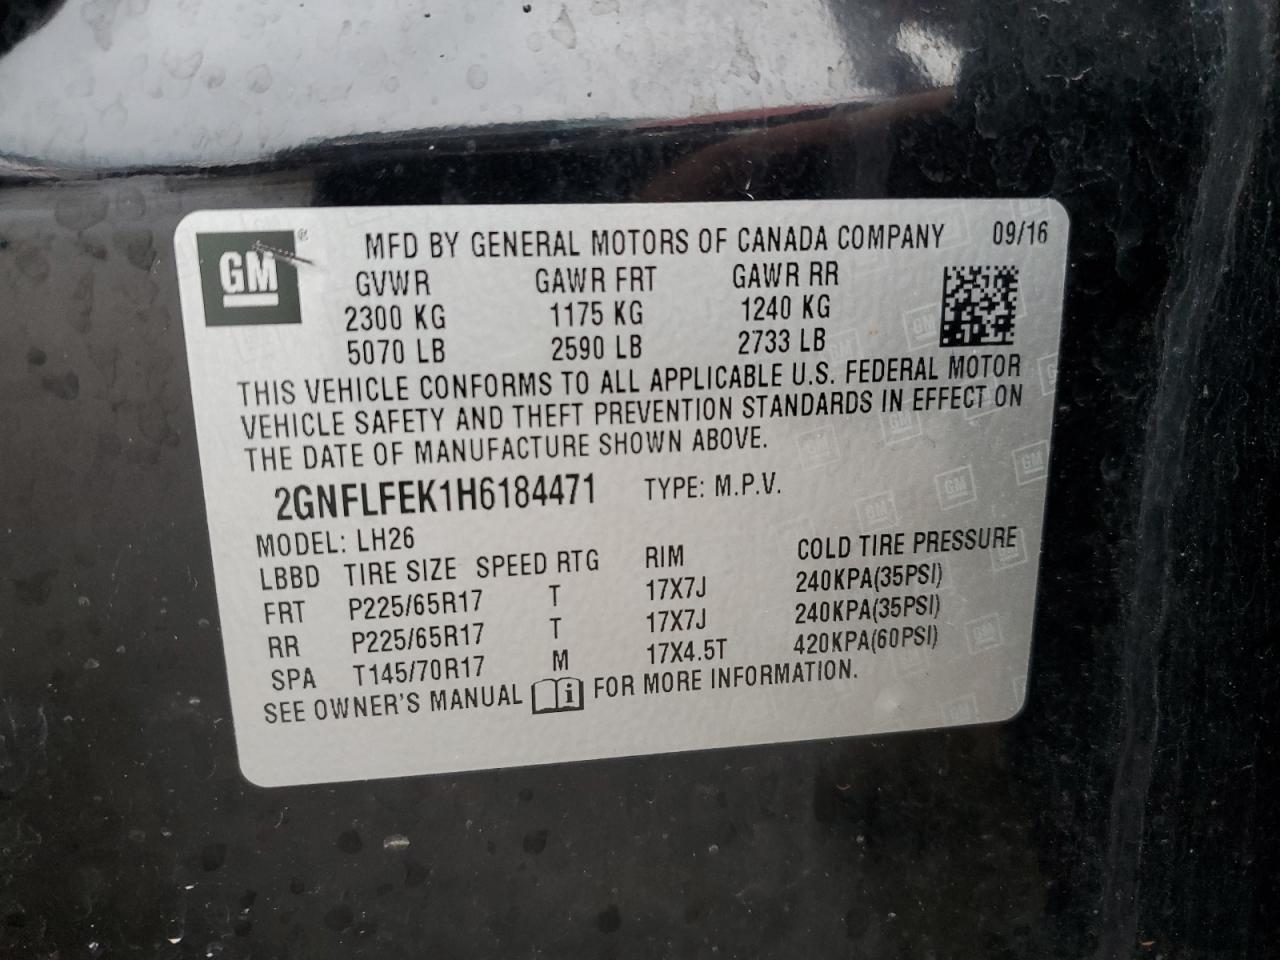 GM ® MFD BY GENERAL MOTORS OF CANADA COMPANY 09/16
GVWR GAWR FRT GAWR RR
2300 KG 1175 KG 1240 KG
5070 LB 2590 LB 2733 LB
THIS VEHICLE CONFORMS TO ALL APPLICABLE U.S. FEDERAL MOTOR
VEHICLE SAFETY AND THEFT PREVENTION STANDARDS IN EFFECT ON
THE DATE OF MANUFACTURE SHOWN ABOVE.
2GNFLFEK1H6184471 TYPE: M.P.V.
MODEL: LH26
LBBD TIRE SIZE SPEED RTG RIM COLD TIRE PRESSURE
FRT P225/65R17 T 17X7J 240KPA(35PSI)
RR P225/65R17 T 17X7J 240KPA(35PSI)
SPA T145/70R17 M 17X4.5T 420KPA(60PSI)
SEE OWNER'S MANUAL i FOR MORE INFORMATION.